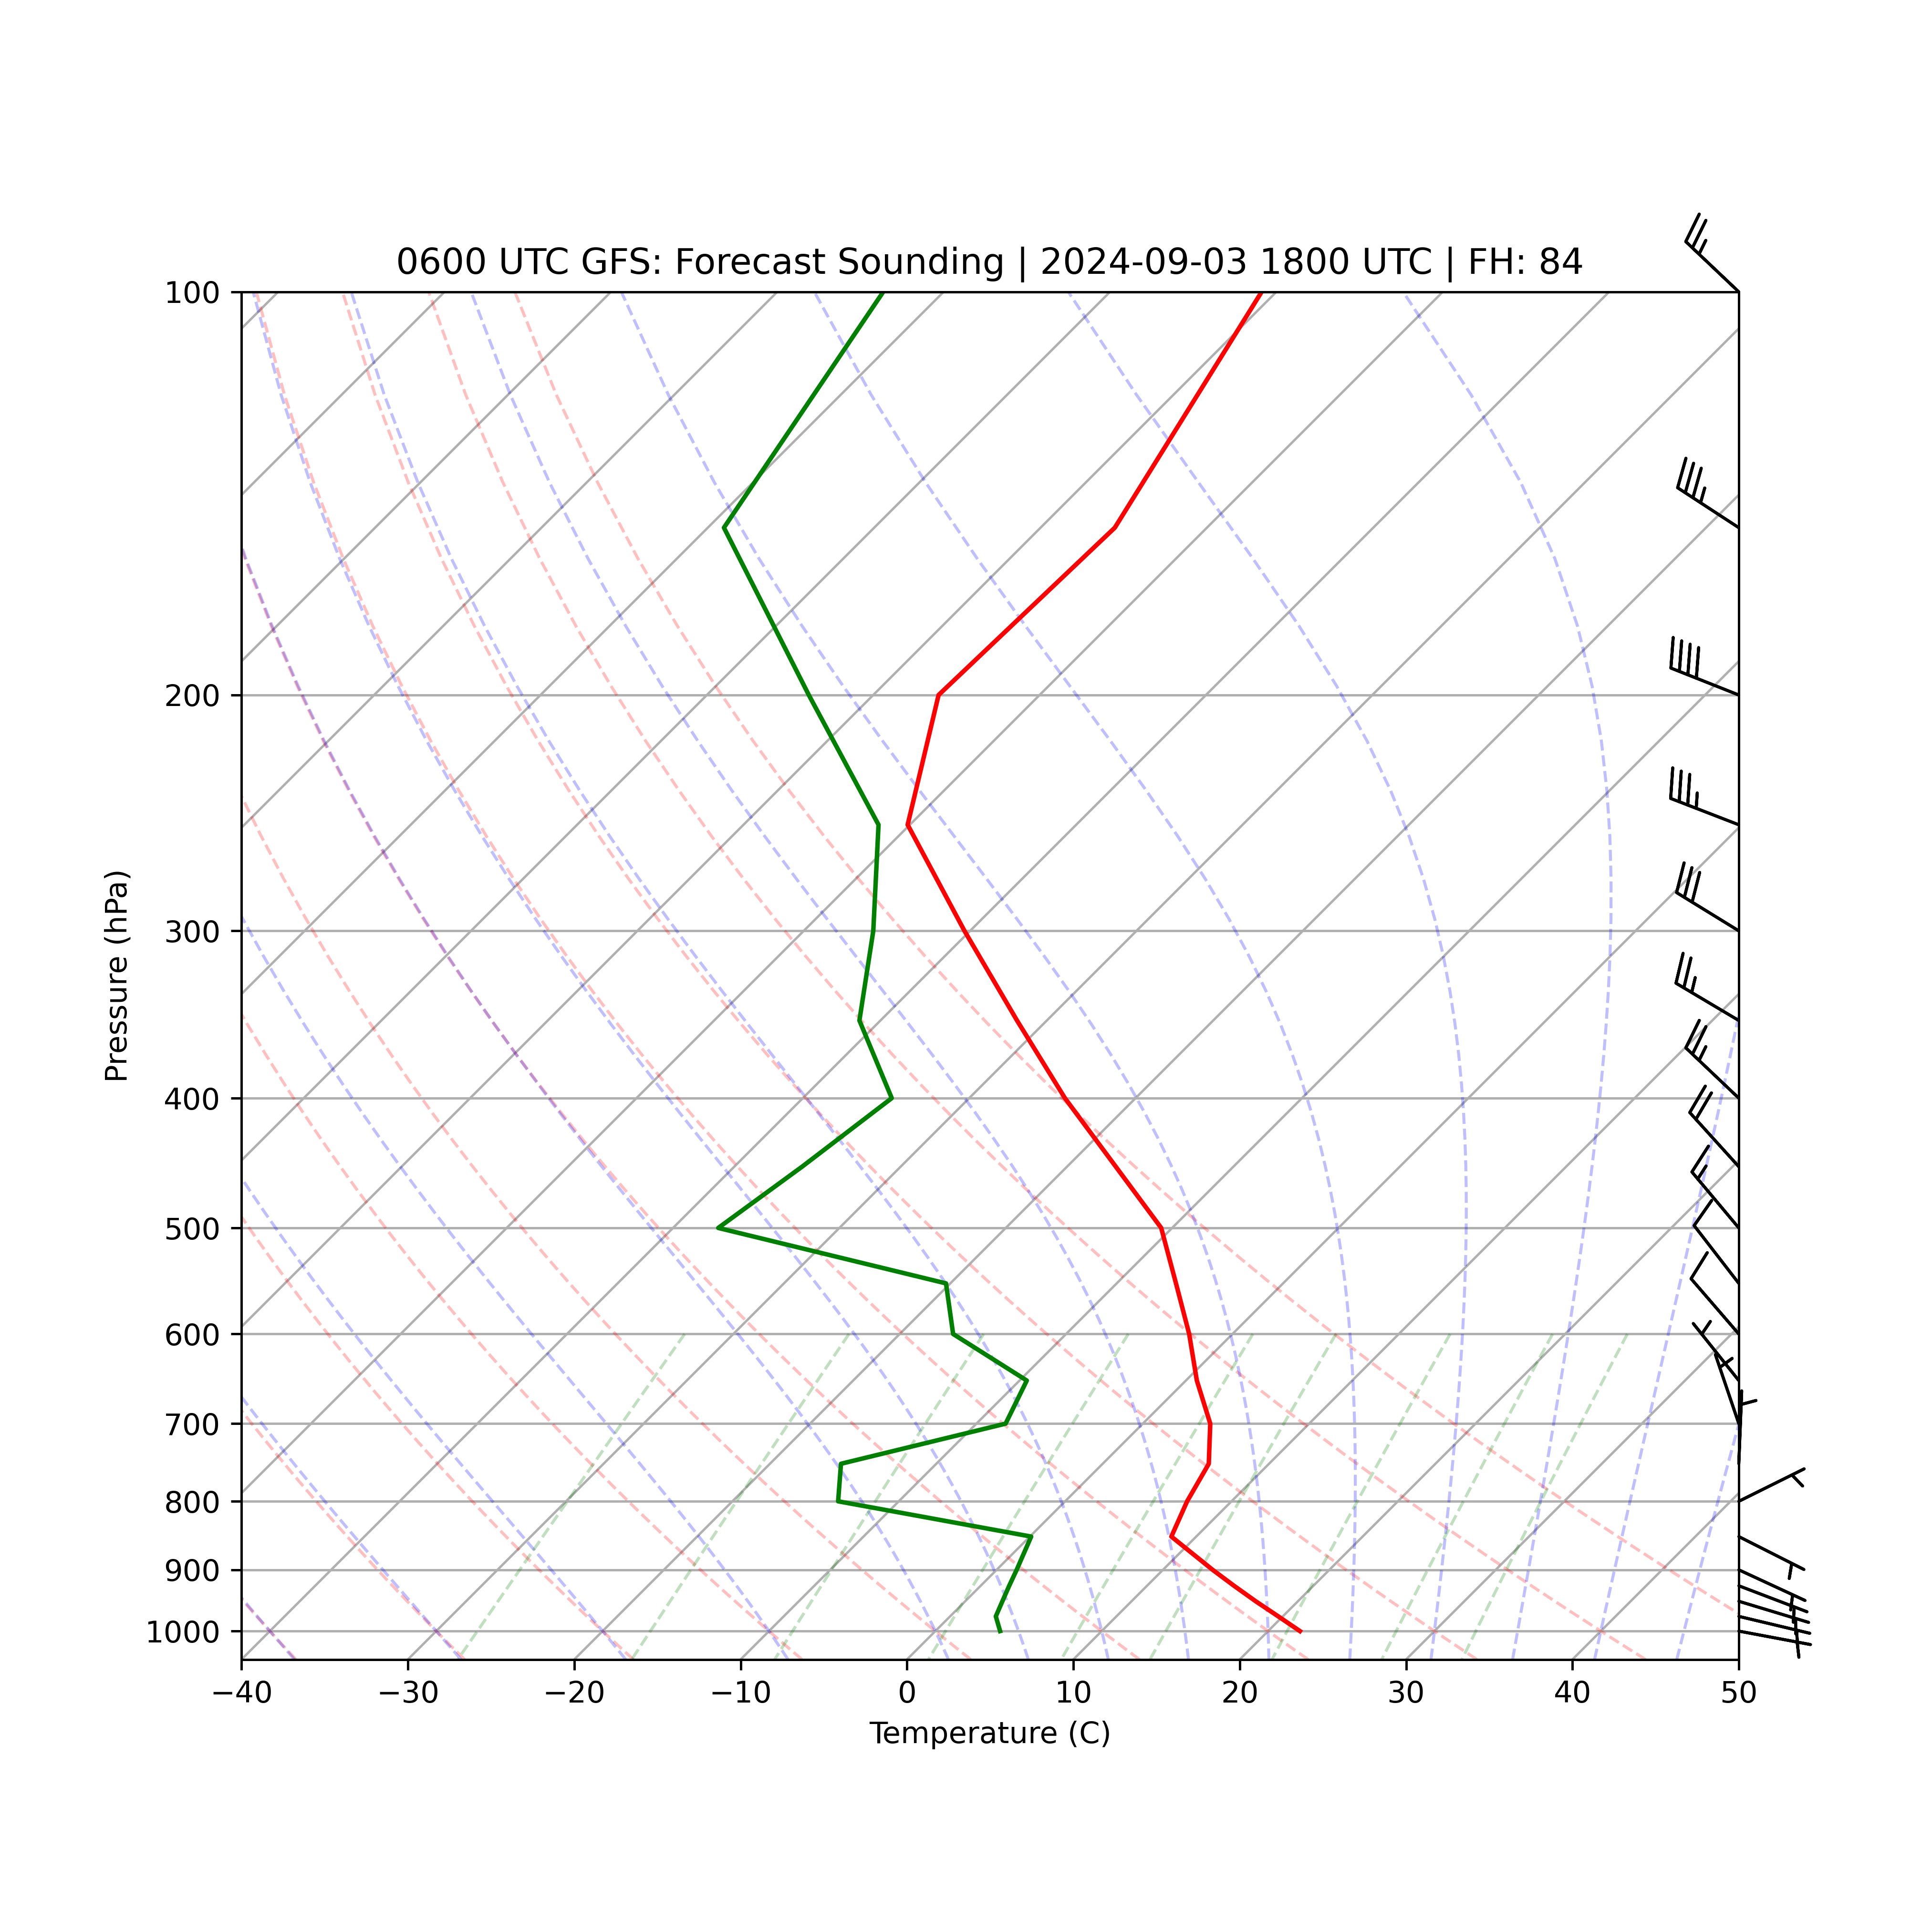 0600 UTC GFS: Forecast Sounding | 2024-09-03 1800 UTC | FH: 84
100
200
300
400
500
600
700
800
900
1000
Pressure (hPa)
−40 −30 −20 −10 0 10 20 30 40 50
Temperature (C)